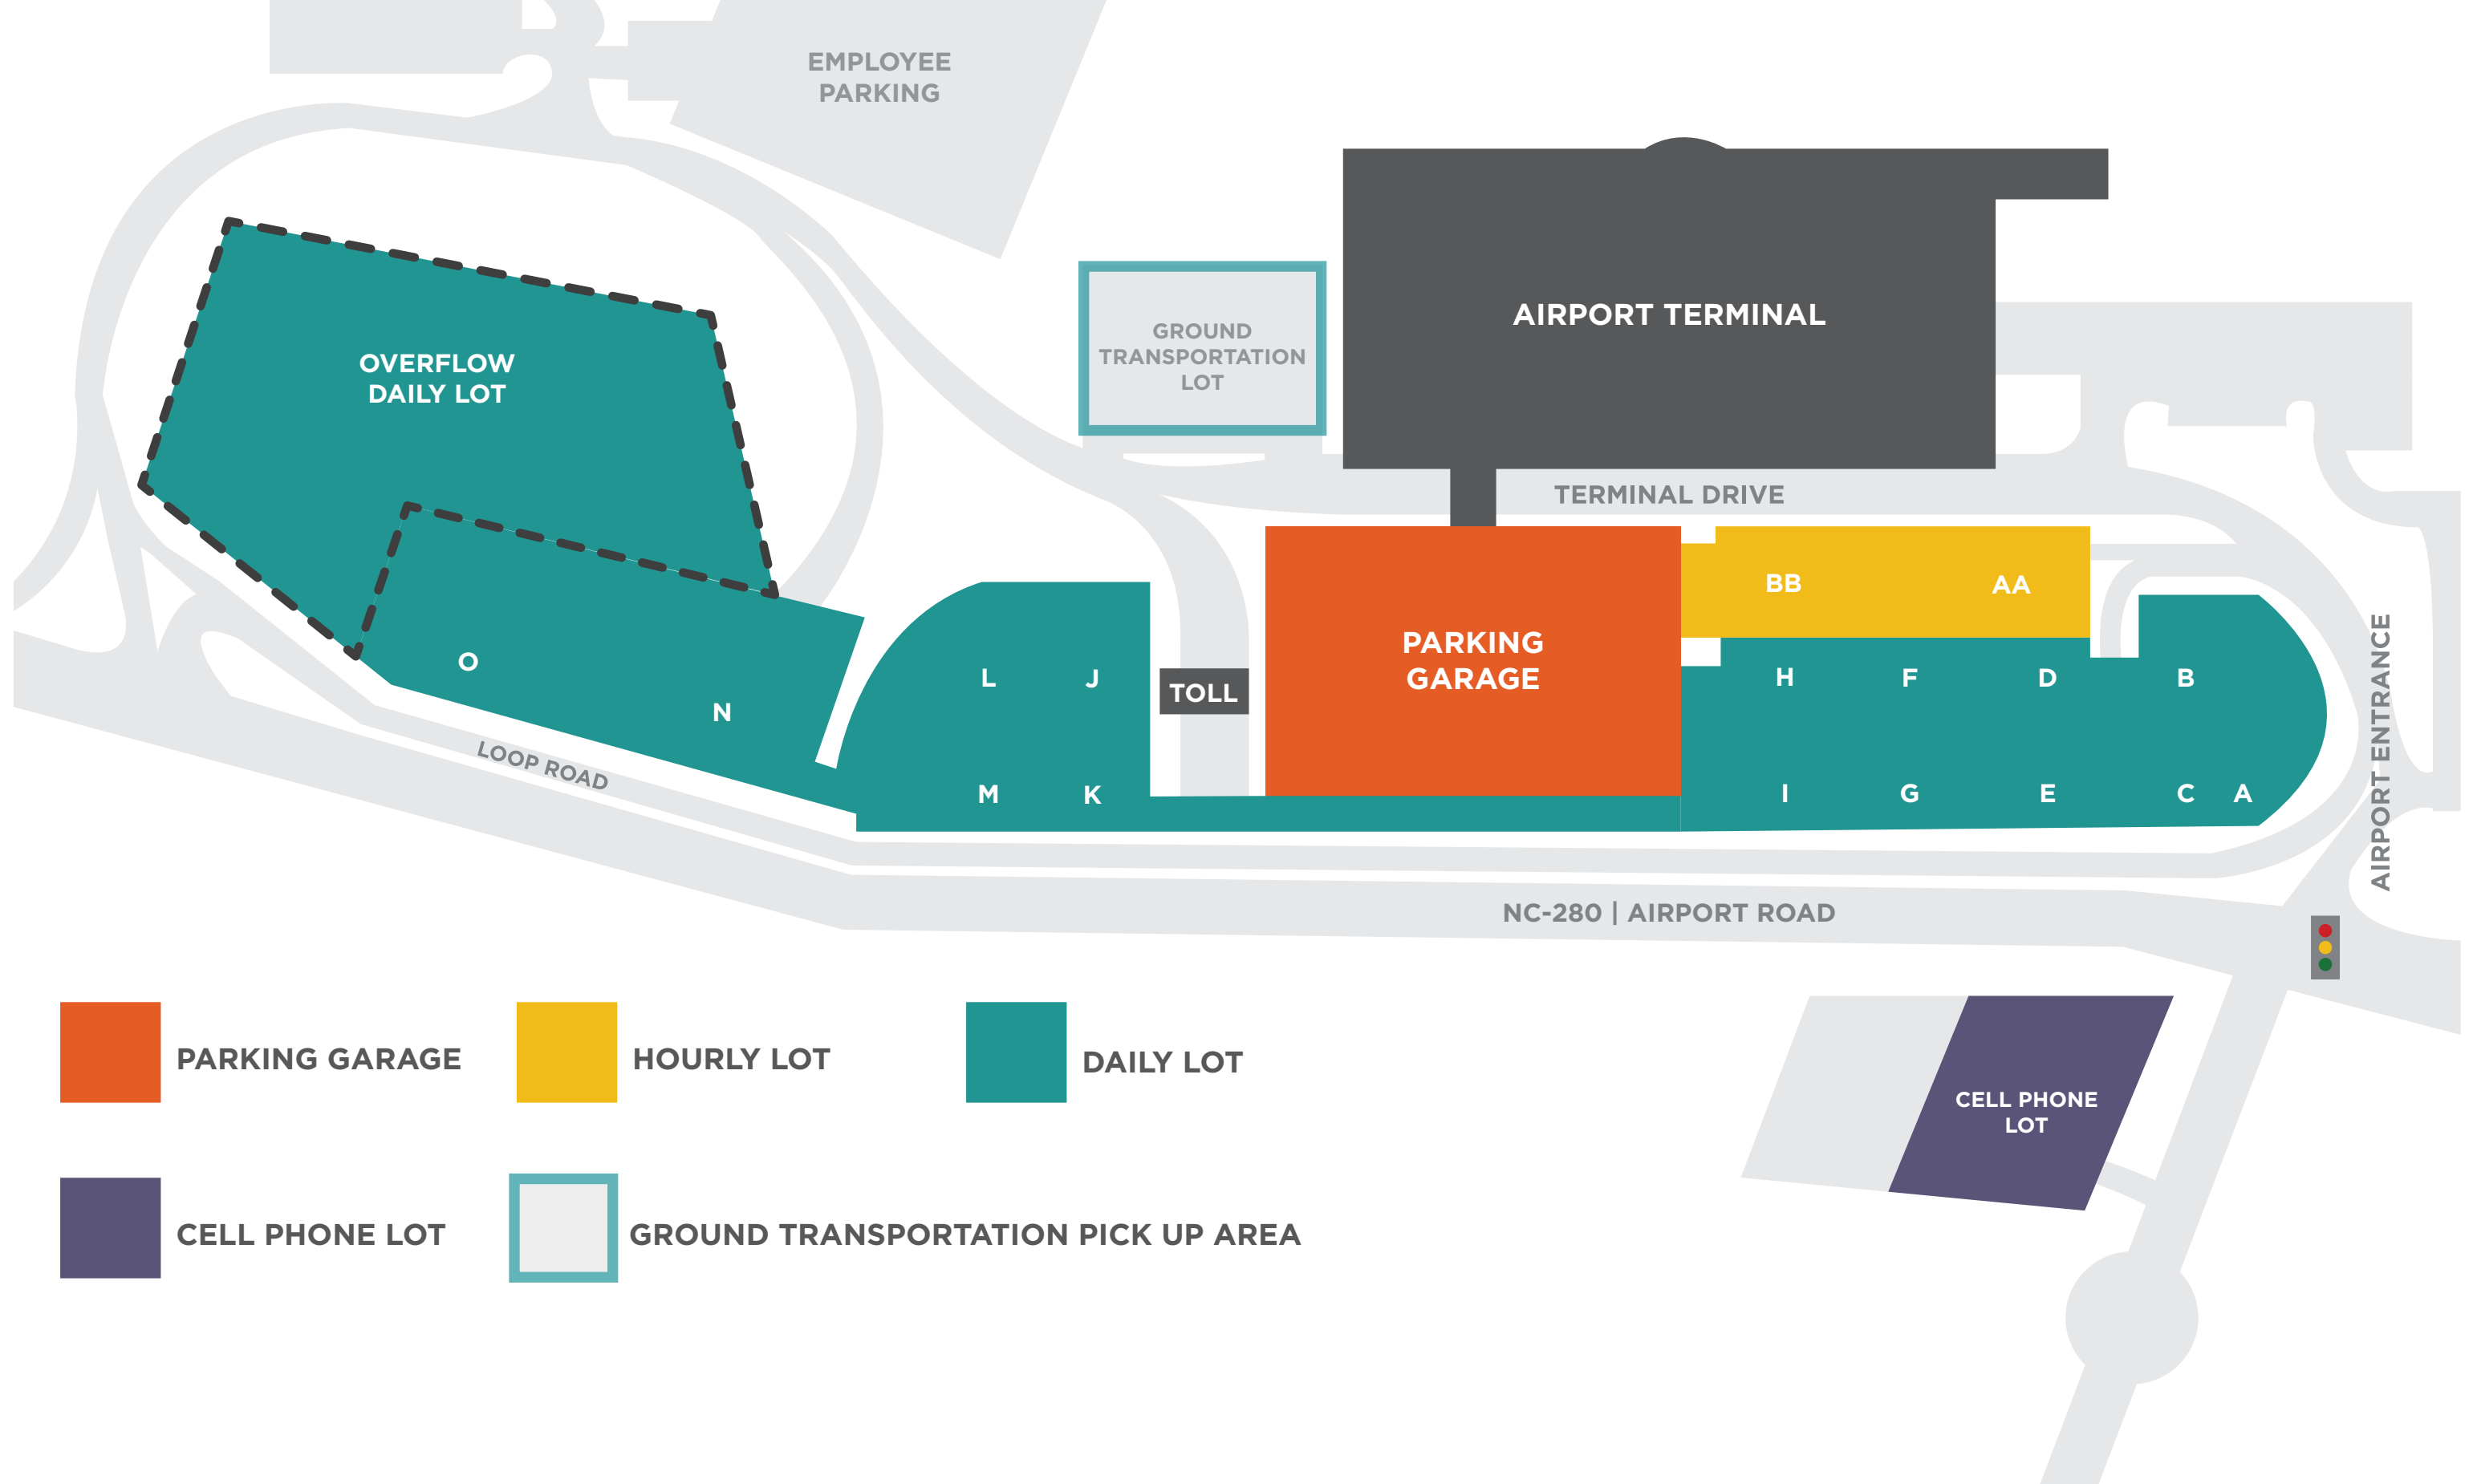 EMPLOYEE
PARKING
AIRPORT TERMINAL
GROUND
TRANSPORTATION
LOT
OVERFLOW
DAILY LOT
TERMINAL DRIVE
BB
AA
PARKING
GARAGE
O
N
L
J
TOLL
H
F
D
B
M
K
I
G
E
C
A
LOOP ROAD
AIRPORT ENTRANCE
NC-280 | AIRPORT ROAD
CELL PHONE
LOT
PARKING GARAGE
HOURLY LOT
DAILY LOT
CELL PHONE LOT
GROUND TRANSPORTATION PICK UP AREA